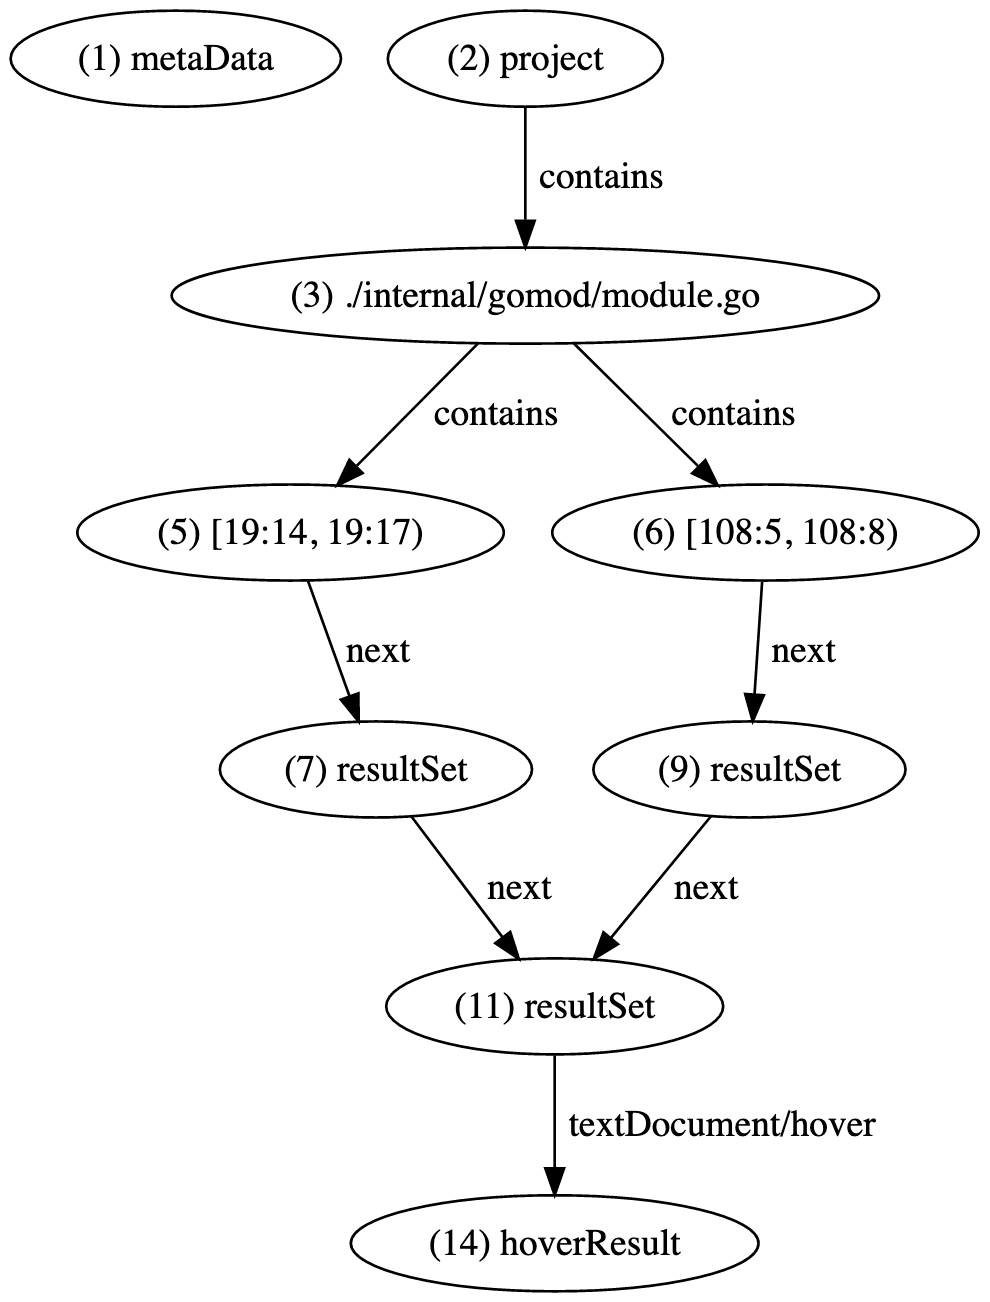 (1) metaData
(2) project
contains
(3) ./internal/gomod/module.go
contains
contains
(5) [19:14, 19:17)
(6) [108:5, 108:8)
next
next
(7) resultSet
(9) resultSet
next
next
(11) resultSet
textDocument/hover
(14) hoverResult